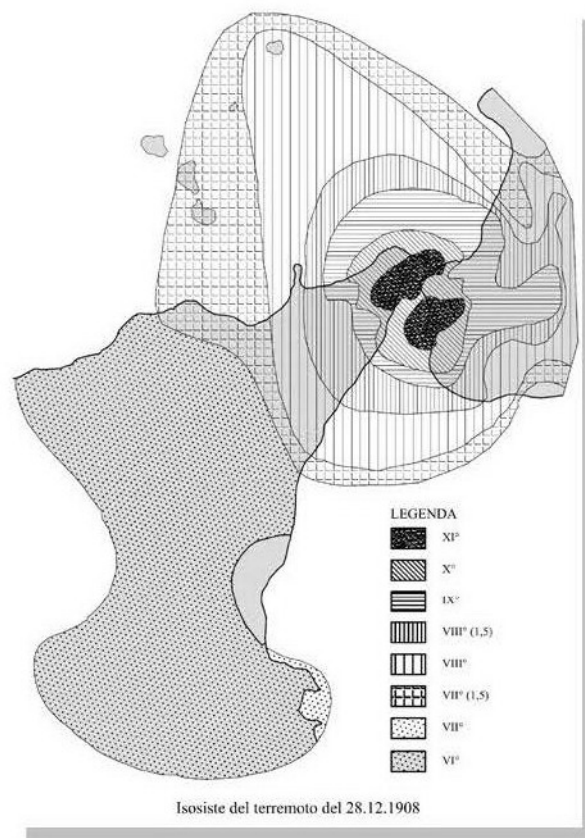 LEGENDA
XI°
X°
IX°
VIII° (1,5)
VIII°
VII° (1,5)
VII°
VI°
Isosiste del terremoto del 28.12.1908